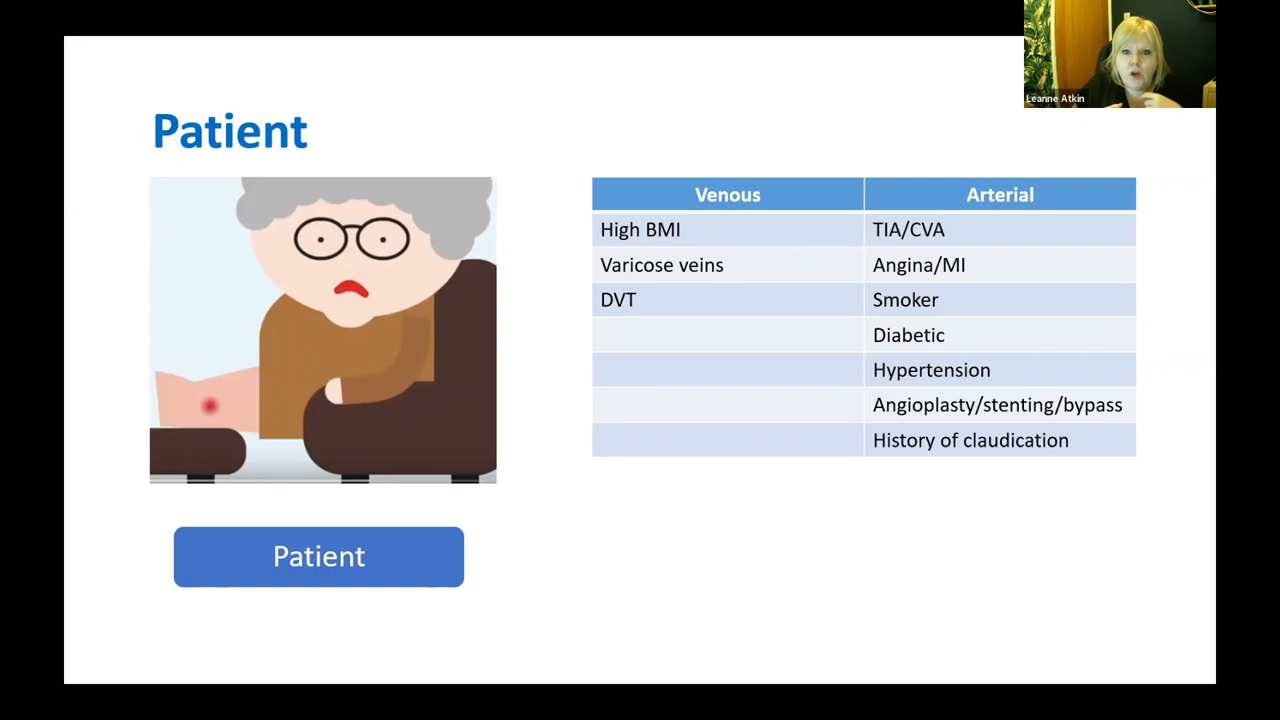 Leanne Atkin
Patient
Venous Arterial
High BMI TIA/CVA
Varicose veins Angina/MI
DVT Smoker
Diabetic
Hypertension
Angioplasty/stenting/bypass
History of claudication
Patient